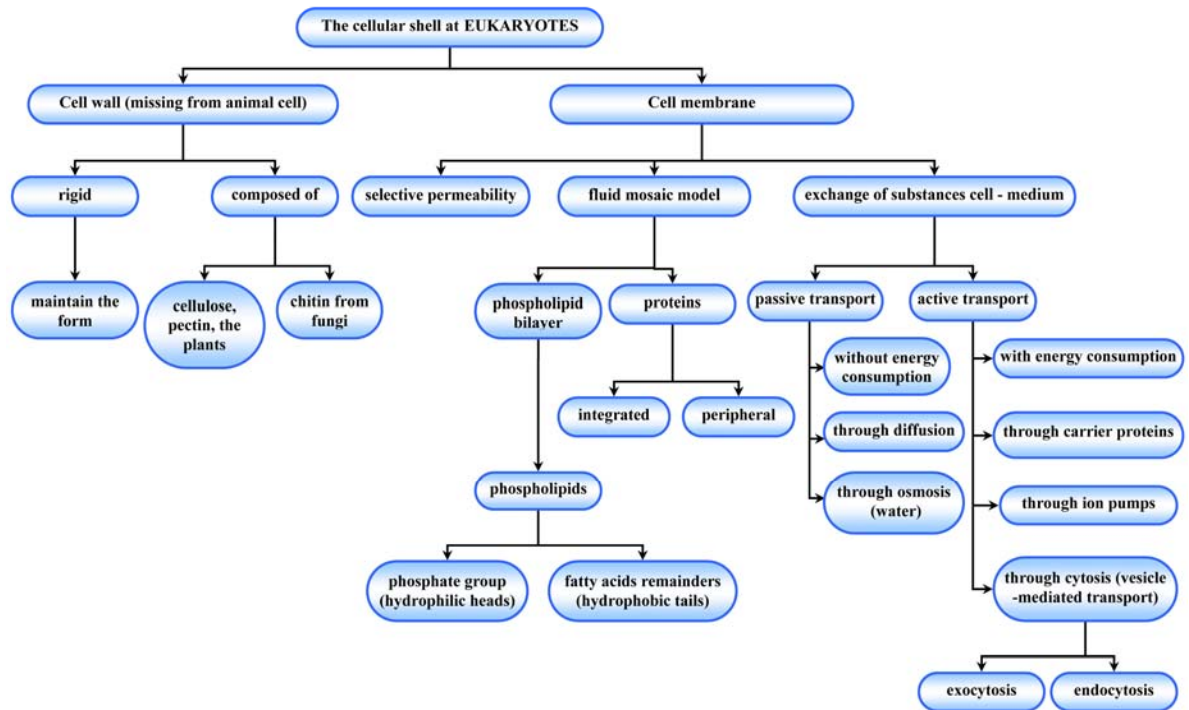 The cellular shell at EUKARYOTES
Cell wall (missing from animal cell)
Cell membrane
rigid
composed of
selective permeability
fluid mosaic model
exchange of substances cell - medium
maintain the
form
cellulose,
pectin, the
plants
chitin from
fungi
phospholipid
bilayer
proteins
passive transport
active transport
without energy
consumption
with energy consumption
integrated
peripheral
through diffusion
through carrier proteins
phospholipids
through osmosis
(water)
through ion pumps
phosphate group
(hydrophilic heads)
fatty acids remainders
(hydrophobic tails)
through cytosis (vesicle
-mediated transport)
exocytosis
endocytosis